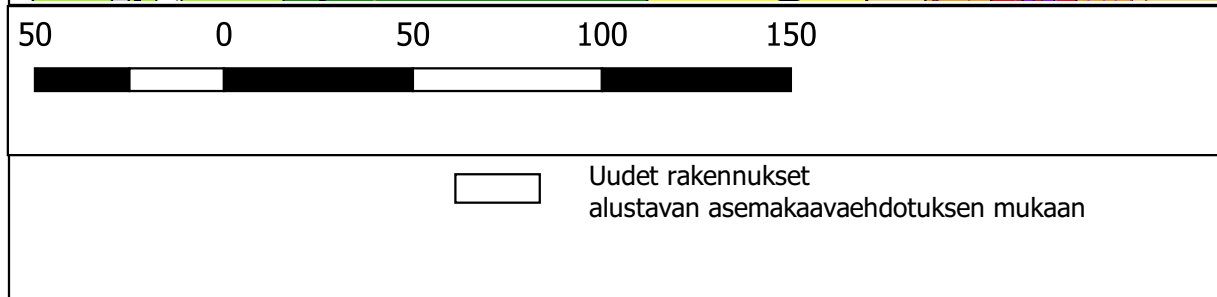 50 0 50 100 150
Uudet rakennukset
alustavan asemakaavaehdotuksen mukaan